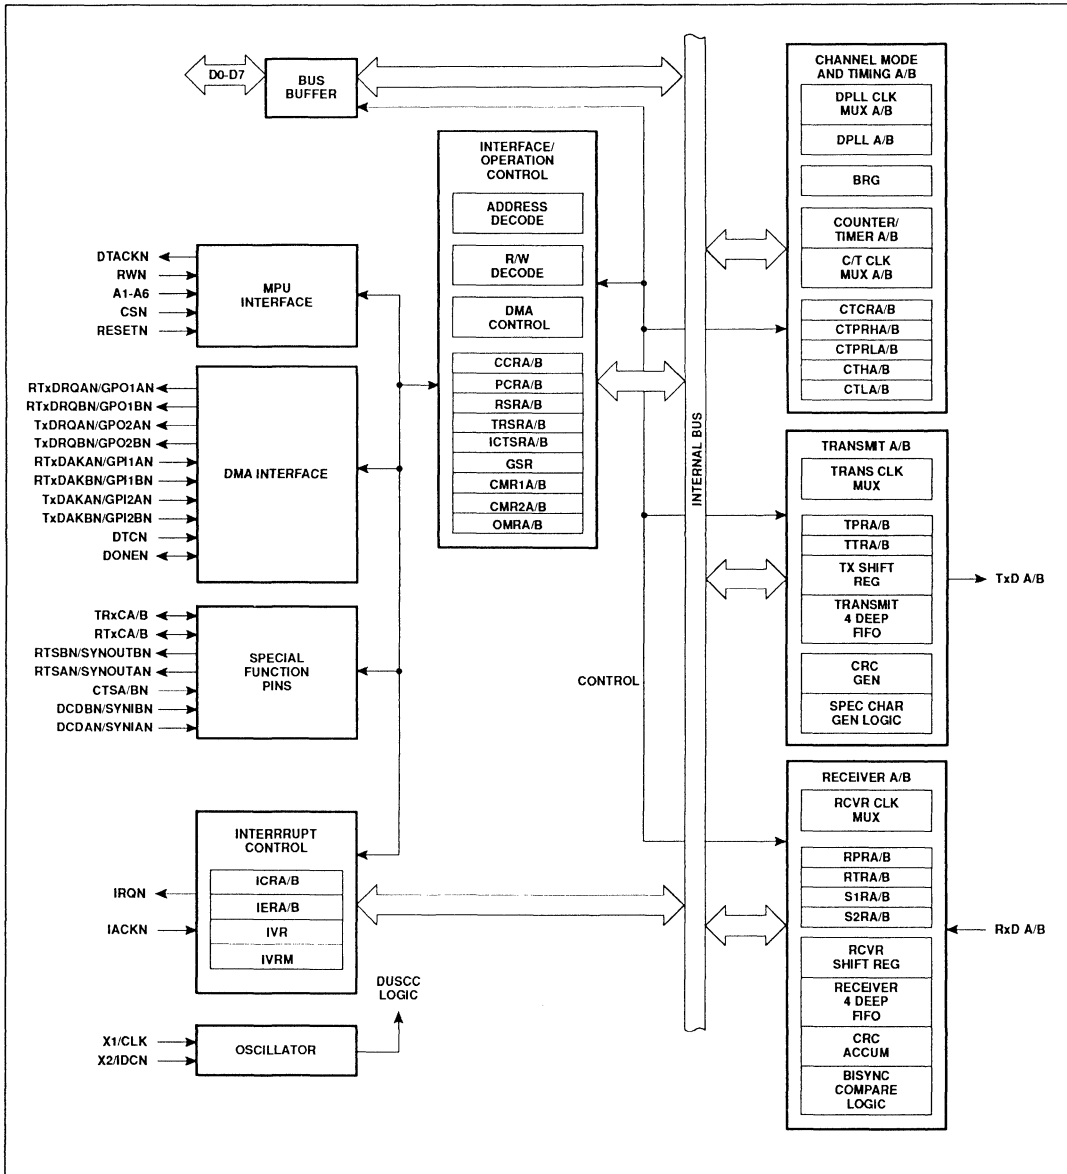 D0-D7
BUS
BUFFER
INTERFACE/
OPERATION
CONTROL
ADDRESS
DECODE
R/W
DECODE
DMA
CONTROL
CCRA/B
PCRA/B
RSRA/B
TRSRA/B
ICTSRA/B
GSR
CMR1A/B
CMR2A/B
OMRA/B
DTACKN
RWN
A1-A6
CSN
RESETN
MPU
INTERFACE
RTxDRQAN/GPO1AN
RTxDRQBN/GPO1BN
TxDRQAN/GPO2AN
TxDRQBN/GPO2BN
RTxDAKAN/GPI1AN
RTxDAKBN/GPI1BN
TxDAKAN/GPI2AN
TxDAKBN/GPI2BN
DTCN
DONEN
DMA INTERFACE
TRxCA/B
RTxCA/B
RTSBN/SYNOUTBN
RTSAN/SYNOUTAN
CTSA/BN
DCDBN/SYNIBN
DCDAN/SYNIAN
SPECIAL
FUNCTION
PINS
INTERRRUPT
CONTROL
ICRA/B
IERA/B
IVR
IVRM
IRQN
IACKN
DUSCC
LOGIC
X1/CLK
X2/IDCN
OSCILLATOR
CONTROL
INTERNAL BUS
CHANNEL MODE
AND TIMING A/B
DPLL CLK
MUX A/B
DPLL A/B
BRG
COUNTER/
TIMER A/B
C/T CLK
MUX A/B
CTCRA/B
CTPRHA/B
CTPRLA/B
CTHA/B
CTLA/B
TRANSMIT A/B
TRANS CLK
MUX
TPRA/B
TTRA/B
TX SHIFT
REG
TRANSMIT
4 DEEP
FIFO
CRC
GEN
SPEC CHAR
GEN LOGIC
TxD A/B
RECEIVER A/B
RCVR CLK
MUX
RPRA/B
RTRA/B
S1RA/B
S2RA/B
RCVR
SHIFT REG
RECEIVER
4 DEEP
FIFO
CRC
ACCUM
BISYNC
COMPARE
LOGIC
RxD A/B